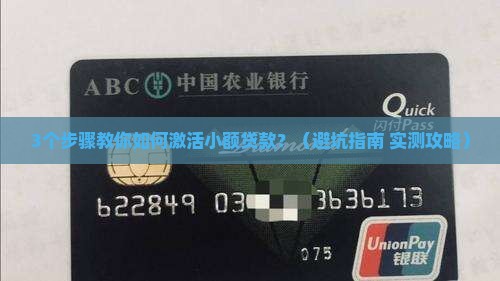 ABC 中国农业银行
Quick
闪付Pass
3个步骤教你如何激活小额贷款？（避坑指南 实测攻略）
622849 03 3636173
075
UnionPay
银联